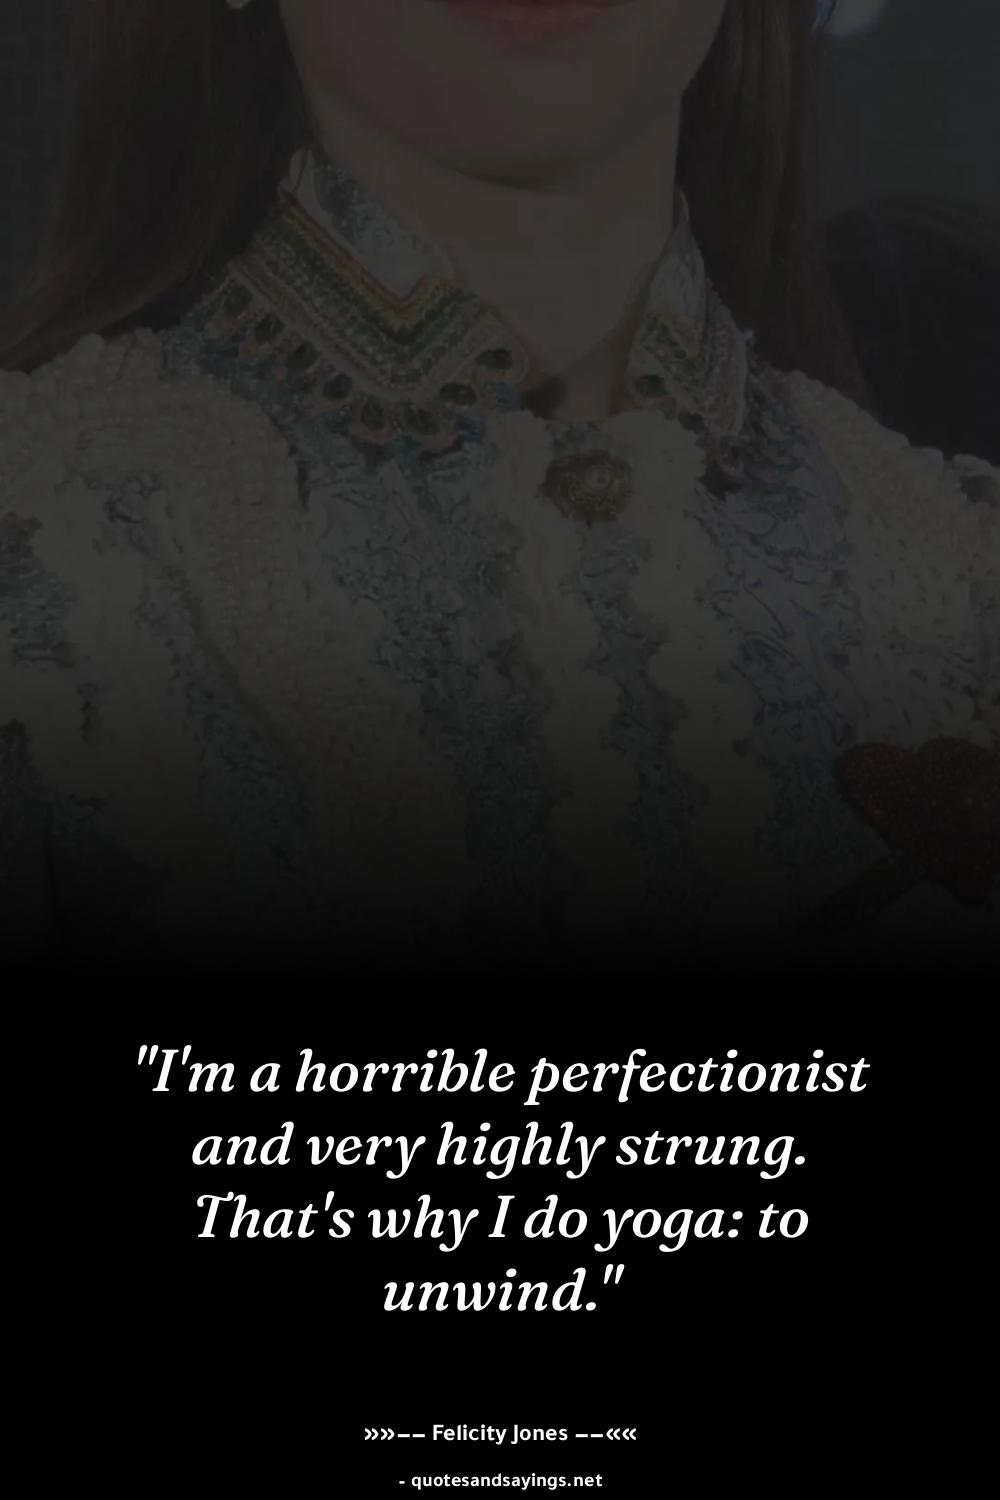 "I'm a horrible perfectionist
and very highly strung.
That's why I do yoga: to
unwind."
»»−− Felicity Jones −−««
- quotesandsayings.net